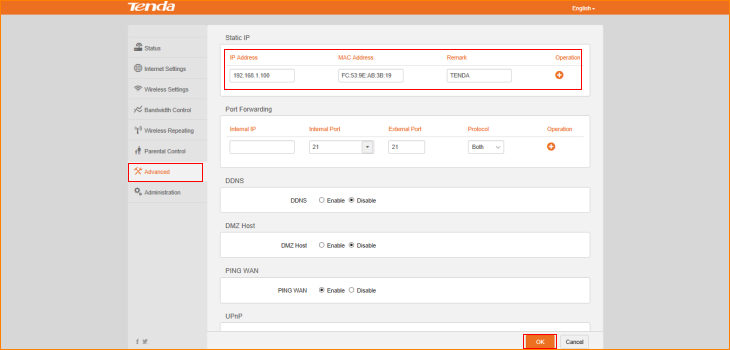 Tenda
English
Static IP
IP Address MAC Address Remark Operation
192.168.1.100 FC:53:9E:AB:3B:19 TENDA
Port Forwarding
Internal IP Internal Port External Port Protocol Operation
21 21 Both
DDNS
DDNS Enable Disable
DMZ Host
DMZ Host Enable Disable
PING WAN
PING WAN Enable Disable
UPnP
Status
Internet Settings
Wireless Settings
Bandwidth Control
Wireless Repeating
Parental Control
Advanced
Administration
OK Cancel